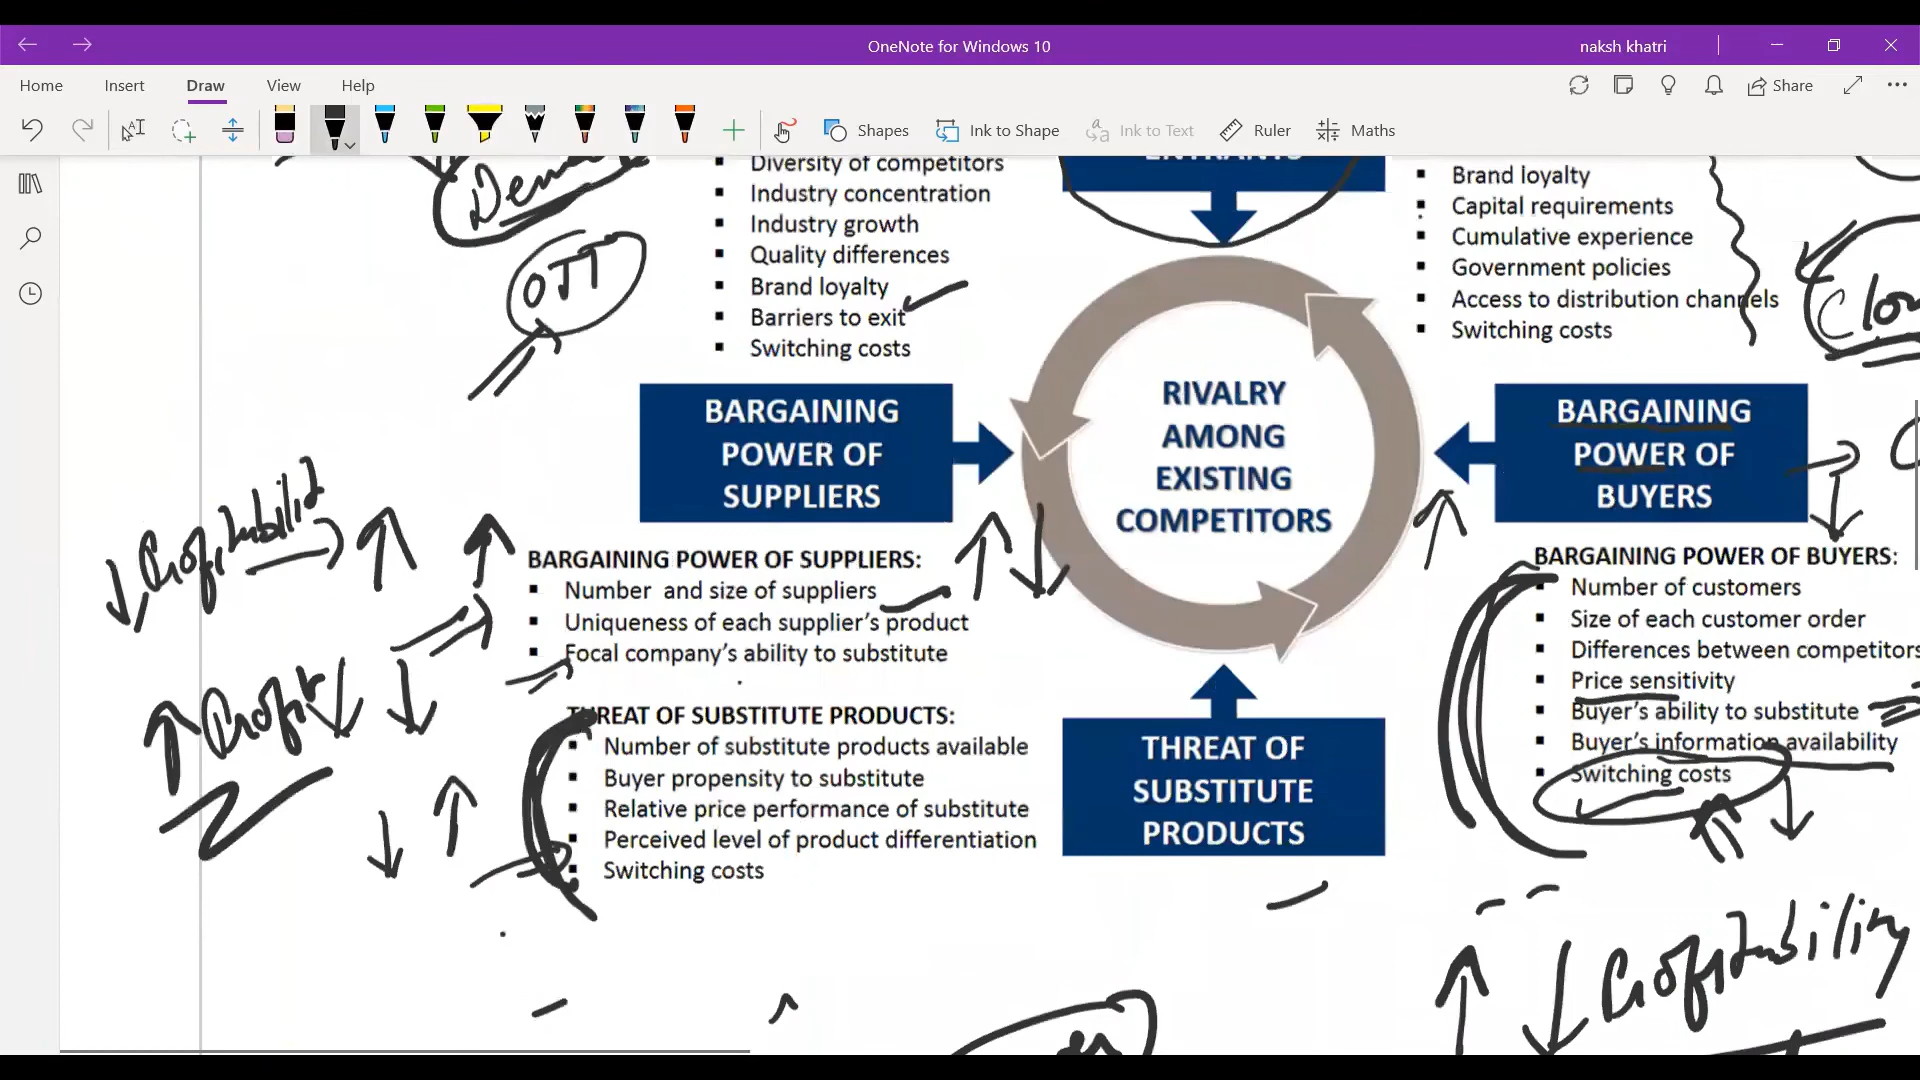 OneNote for Windows 10
naksh khatri
Home Insert Draw View Help
Share
Shapes Ink to Shape Ink to Text Ruler Maths
Diversity of competitors
Industry concentration
Industry growth
Quality differences
Brand loyalty
Barriers to exit
Switching costs
OTT
ENTRANTS
Brand loyalty
Capital requirements
Cumulative experience
Government policies
Access to distribution channels
Switching costs
BARGAINING
POWER OF
SUPPLIERS
RIVALRY
AMONG
EXISTING
COMPETITORS
BARGAINING
POWER OF
BUYERS
Profitability
BARGAINING POWER OF SUPPLIERS:
Number and size of suppliers
Uniqueness of each supplier's product
Focal company's ability to substitute
Profit
THREAT OF SUBSTITUTE PRODUCTS:
Number of substitute products available
Buyer propensity to substitute
Relative price performance of substitute
Perceived level of product differentiation
Switching costs
THREAT OF
SUBSTITUTE
PRODUCTS
BARGAINING POWER OF BUYERS:
Number of customers
Size of each customer order
Differences between competitors
Price sensitivity
Buyer's ability to substitute
Buyer's information availability
Switching costs
Profitability